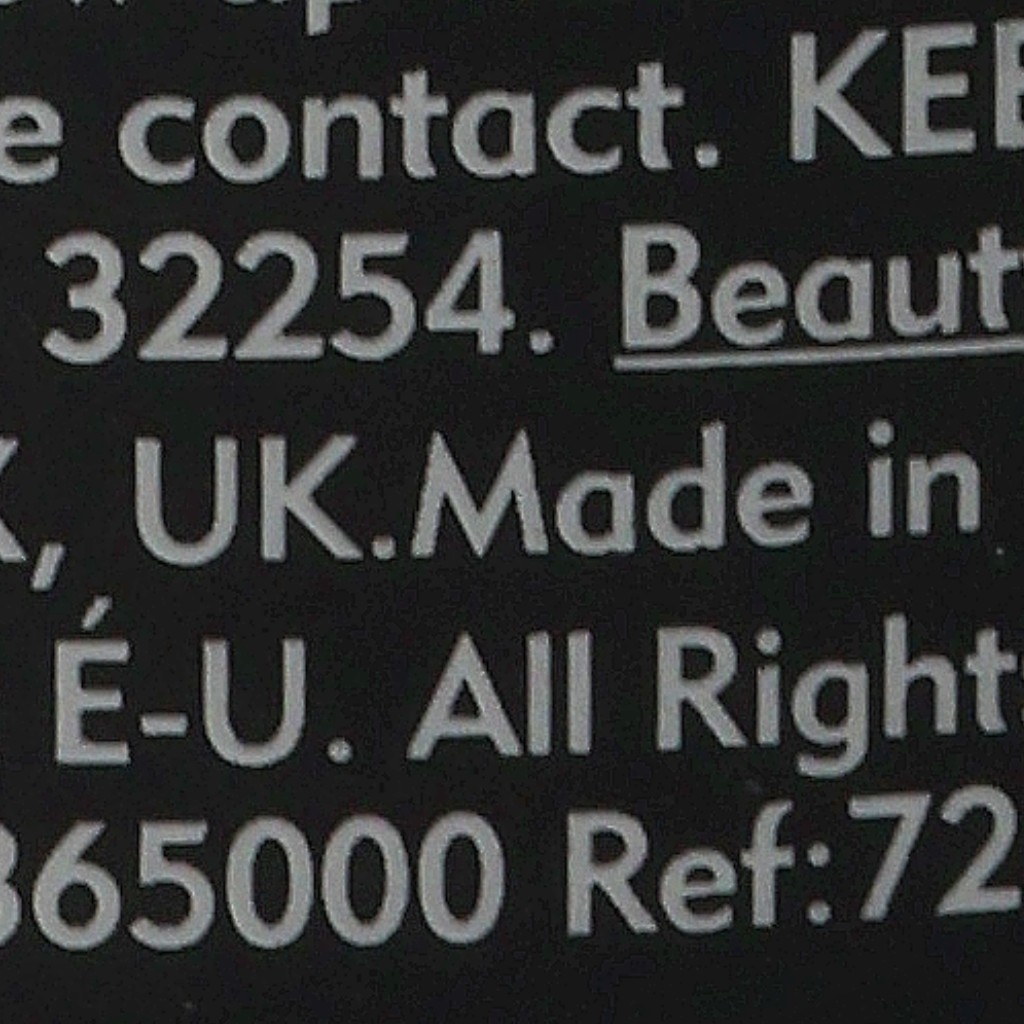 e contact. KEE
32254. Beaut
K, UK.Made in
É-U. All Rights
365000 Ref:72